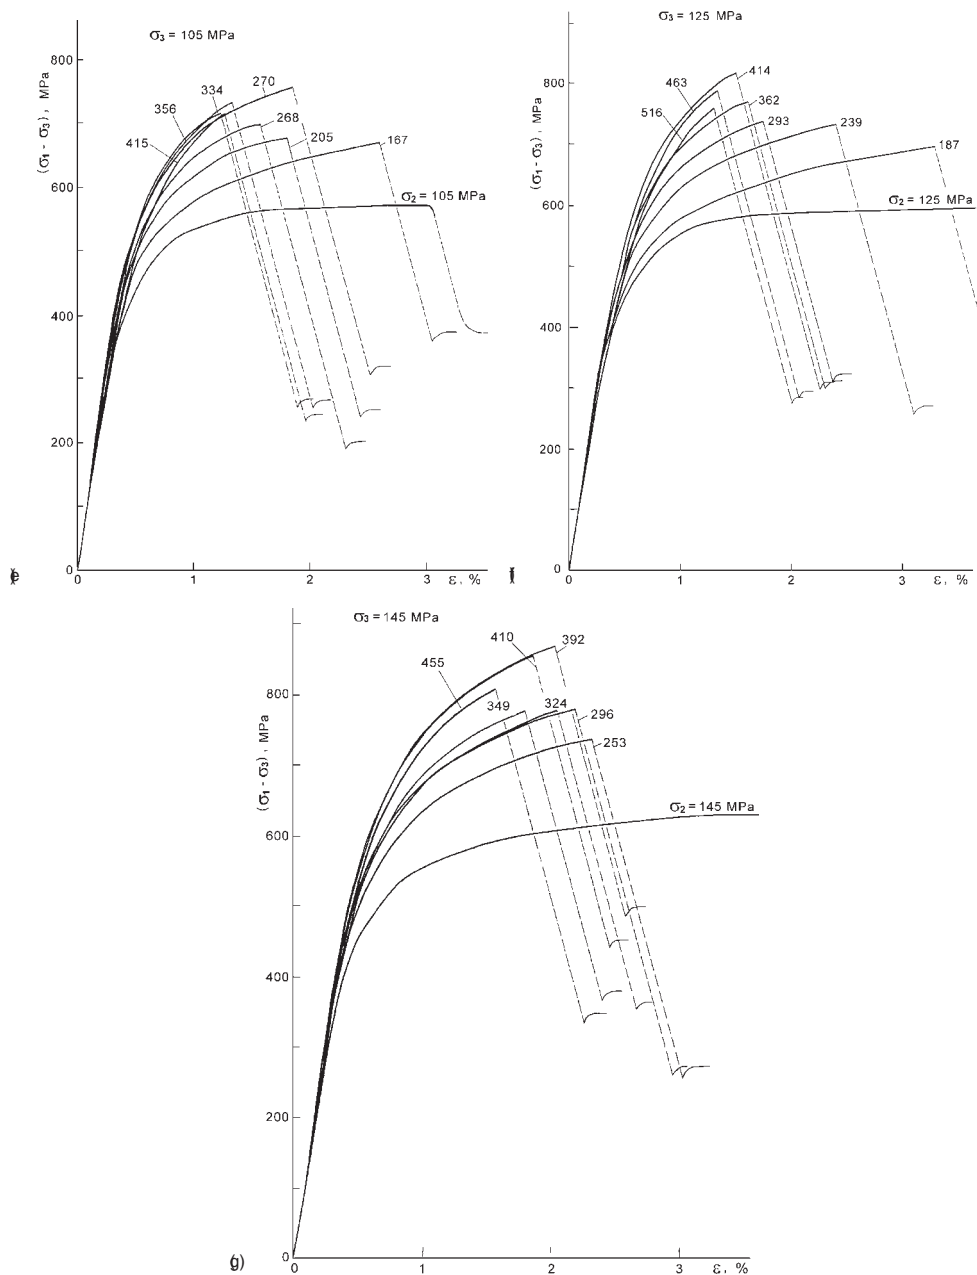 σ₃ = 105 MPa
(σ₁ - σ₃) , MPa
800
600
400
200
0
0 1 2 3 ε, %
356
334
270
415
268
205
167
σ₂ = 105 MPa
e)
σ₃ = 125 MPa
(σ₁ - σ₃) , MPa
800
600
400
200
0
0 1 2 3 ε, %
463
414
516
362
293
239
187
σ₂ = 125 MPa
σ₃ = 145 MPa
(σ₁ - σ₃) , MPa
800
600
400
200
0
0 1 2 3 ε, %
455
410
392
349
324
296
253
σ₂ = 145 MPa
g)